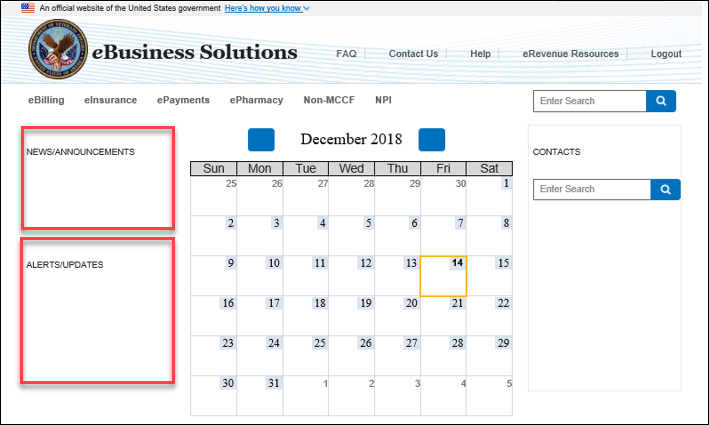 An official website of the United States government Here's how you know
eBusiness Solutions
FAQ Contact Us Help eRevenue Resources Logout
eBilling eInsurance ePayments ePharmacy Non-MCCF NPI
Enter Search
NEWS/ANNOUNCEMENTS
ALERTS/UPDATES
December 2018
Sun Mon Tue Wed Thu Fri Sat
25 26 27 28 29 30 1
2 3 4 5 6 7 8
9 10 11 12 13 14 15
16 17 18 19 20 21 22
23 24 25 26 27 28 29
30 31 1 2 3 4 5
CONTACTS
Enter Search